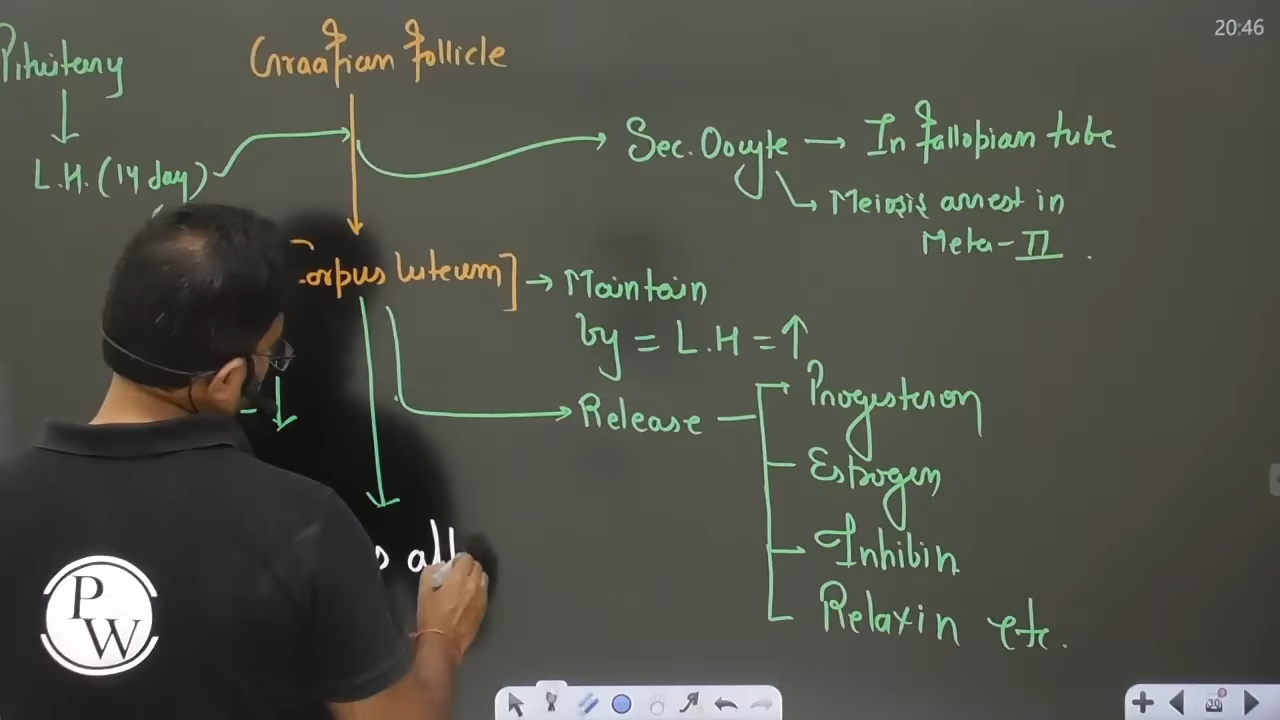 20:46
Pituitary
Graafian follicle
L.H. (14 day)
Sec. Oocyte → In fallopian tube
Meiosis arrest in
Meta-II.
orpus luteum] → Maintain
by = L.H = ↑
Release
Progesteron
Estrogen
Inhibin
Relaxin etc.
PW